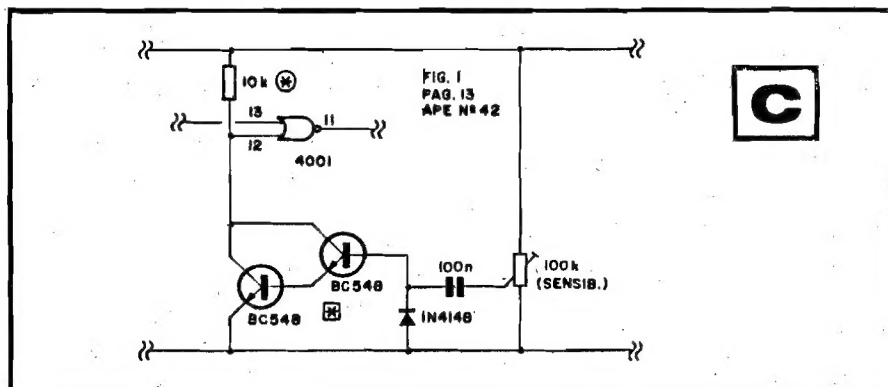 FIG. 1
PAG. 13
APE Nº 42
C
10k *
13
11
12
4001
BC548
BC548
*
100n
1N4148
100k
(SENSIB.)